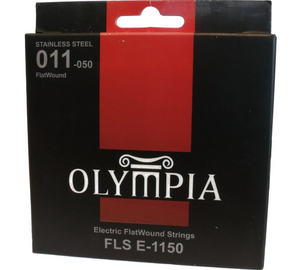 STAINLESS STEEL
011-050
FlatWound
OLYMPIA
Electric FlatWound Strings
FLS E-1150